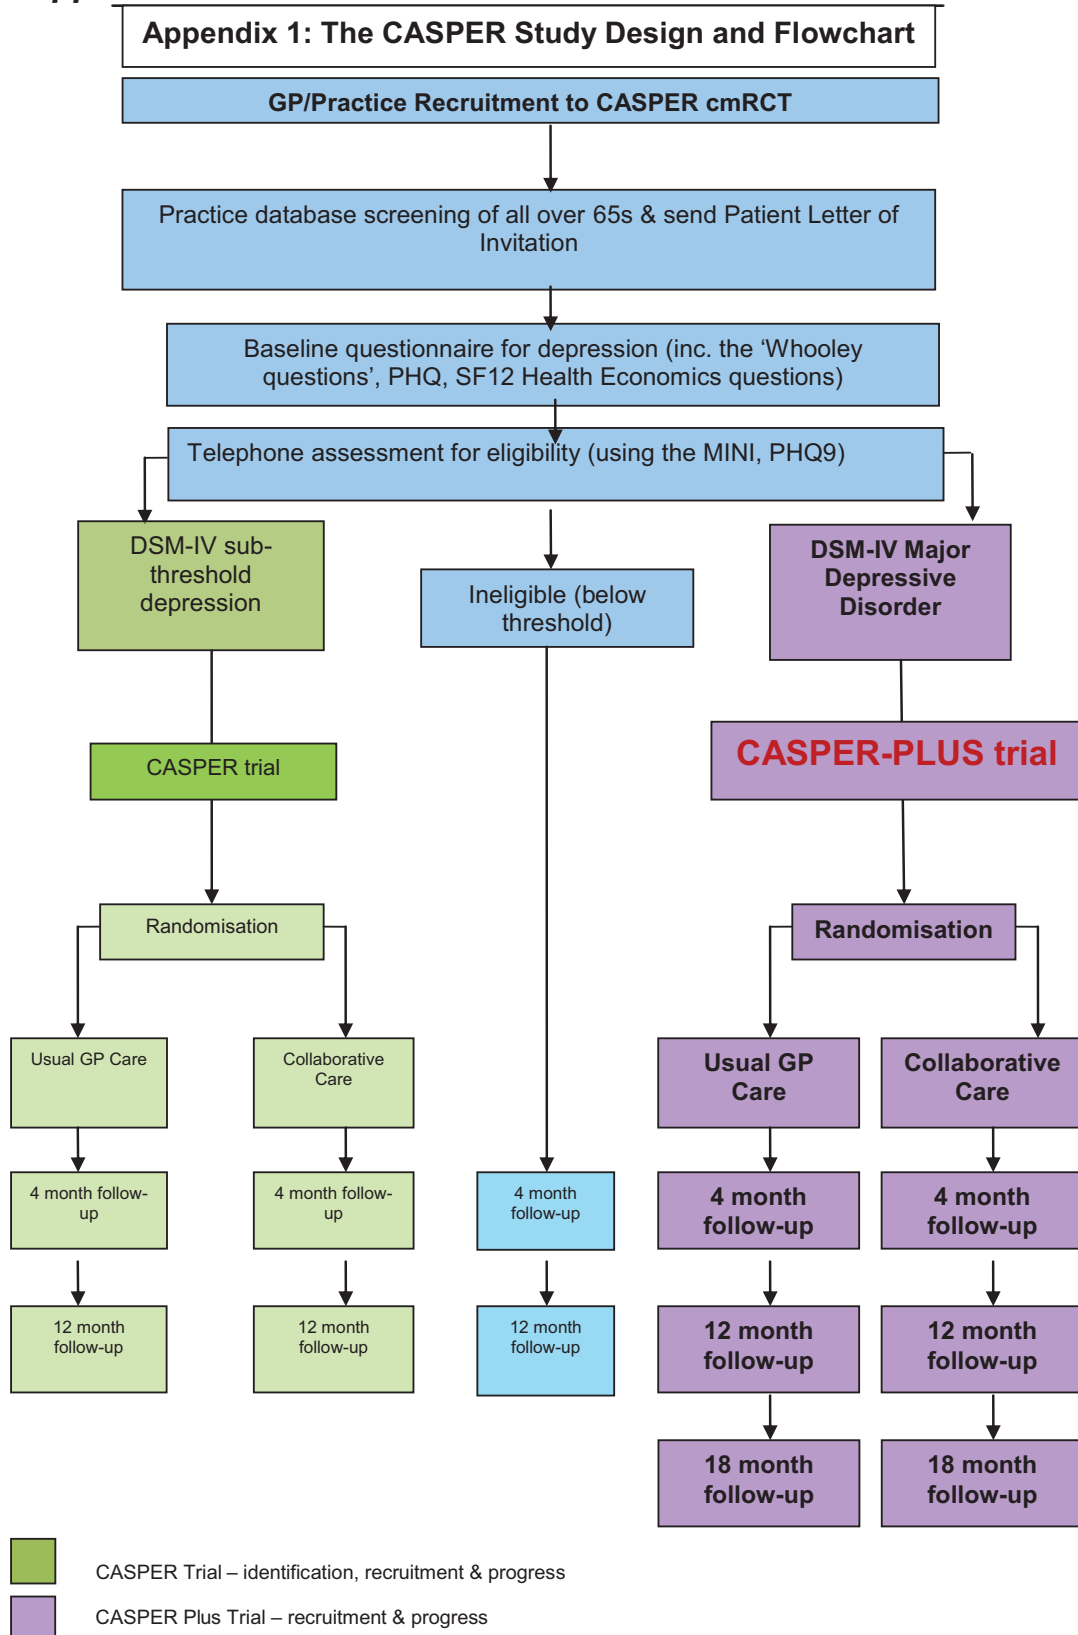 Appendix 1: The CASPER Study Design and Flowchart
GP/Practice Recruitment to CASPER cmRCT
Practice database screening of all over 65s & send Patient Letter of
Invitation
Baseline questionnaire for depression (inc. the ‘Whooley
questions’, PHQ, SF12 Health Economics questions)
Telephone assessment for eligibility (using the MINI, PHQ9)
DSM-IV sub-
threshold
depression
Ineligible (below
threshold)
DSM-IV Major
Depressive
Disorder
CASPER trial
CASPER-PLUS trial
Randomisation
Randomisation
Usual GP Care
Collaborative
Care
Usual GP
Care
Collaborative
Care
4 month follow-
up
4 month follow-
up
4 month
follow-up
4 month
follow-up
4 month
follow-up
12 month
follow-up
12 month
follow-up
12 month
follow-up
12 month
follow-up
12 month
follow-up
18 month
follow-up
18 month
follow-up
CASPER Trial – identification, recruitment & progress
CASPER Plus Trial – recruitment & progress